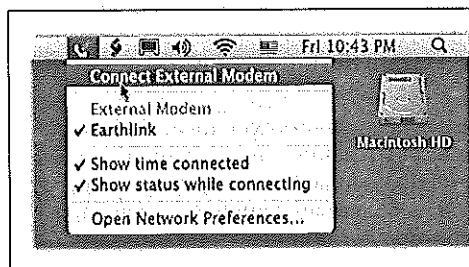 Fri 10:43 PM
Connect External Modem
External Modem
✓ Earthlink
✓ Show time connected
✓ Show status while connecting
Open Network Preferences...
Macintosh HD